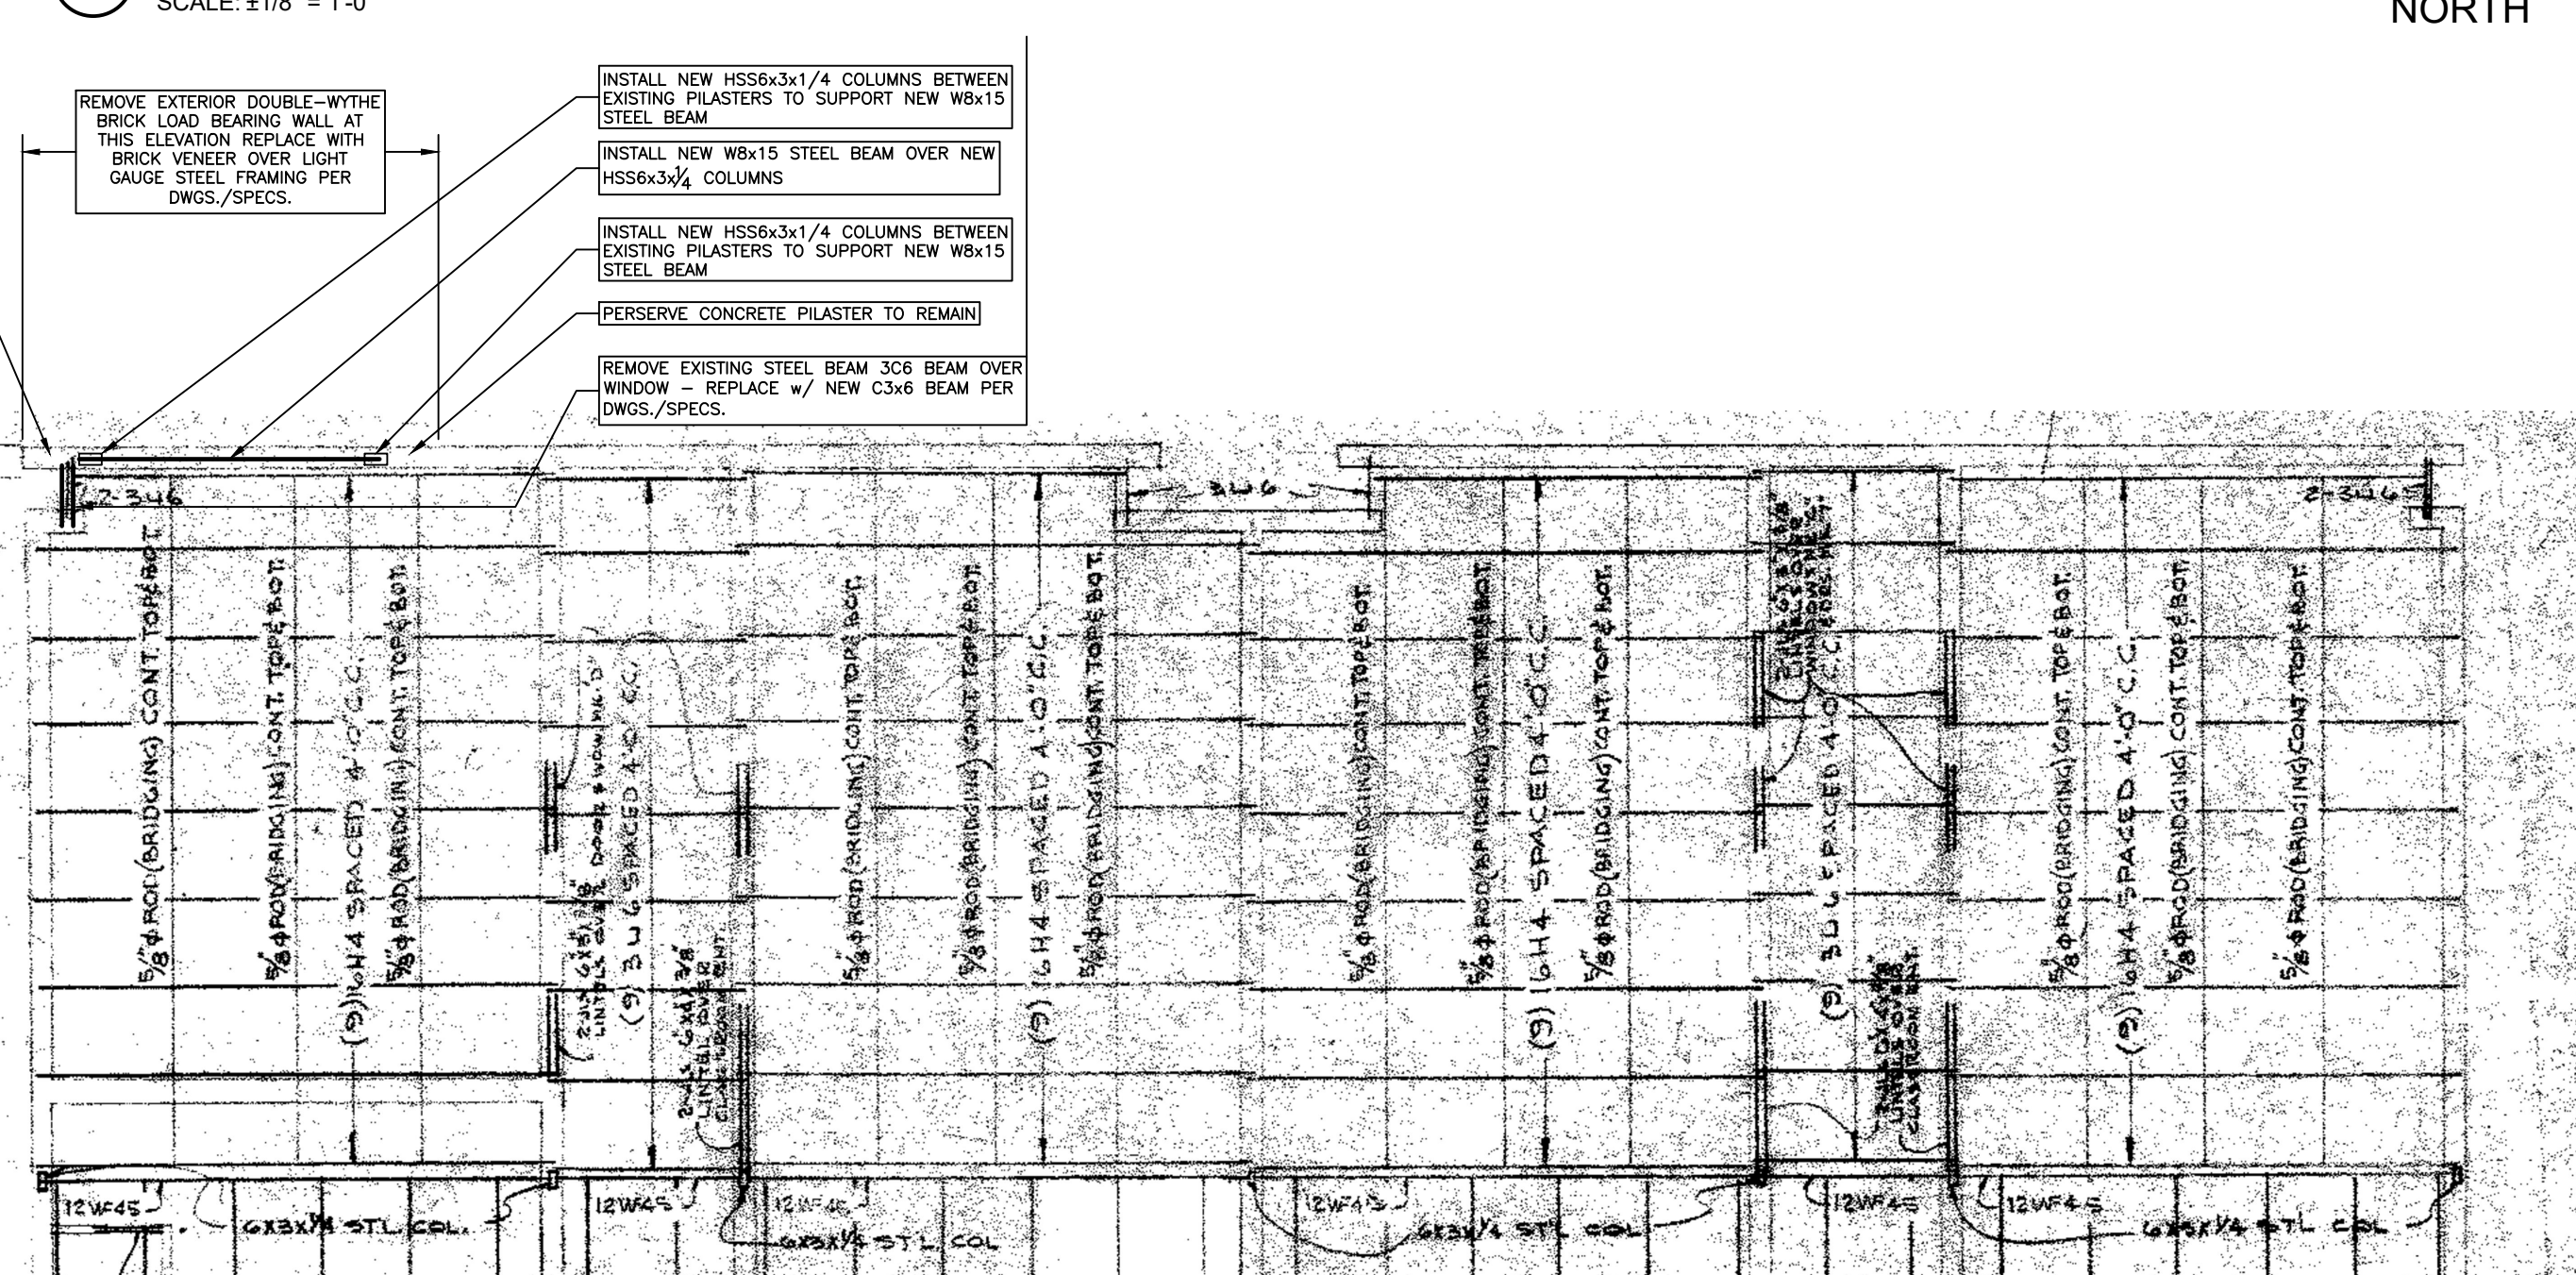 SCALE: ±1/8" = 1'-0"
NORTH
REMOVE EXTERIOR DOUBLE-WYTHE
BRICK LOAD BEARING WALL AT
THIS ELEVATION REPLACE WITH
BRICK VENEER OVER LIGHT
GAUGE STEEL FRAMING PER
DWGS./SPECS.
INSTALL NEW HSS6x3x1/4 COLUMNS BETWEEN
EXISTING PILASTERS TO SUPPORT NEW W8x15
STEEL BEAM
INSTALL NEW W8x15 STEEL BEAM OVER NEW
HSS6x3x1/4 COLUMNS
INSTALL NEW HSS6x3x1/4 COLUMNS BETWEEN
EXISTING PILASTERS TO SUPPORT NEW W8x15
STEEL BEAM
PERSERVE CONCRETE PILASTER TO REMAIN
REMOVE EXISTING STEEL BEAM 3C6 BEAM OVER
WINDOW - REPLACE w/ NEW C3x6 BEAM PER
DWGS./SPECS.
2-3⊔6
3⊔6
2-3⊔6
5/8"ɸ ROD (BRIDGING) CONT. TOP & BOT.
5/8"ɸ ROD (BRIDGING) CONT. TOP & BOT.
(9) 16H4 SPACED 4'-0" C.C.
5/8"ɸ ROD (BRIDGING) CONT. TOP & BOT.
LINTELS OVER DOOR & WINDOW
(9) 3⊔6 SPACED 4'-0" C.C.
LINTEL OVER
5/8"ɸ ROD (BRIDGING) CONT. TOP & BOT.
5/8"ɸ ROD (BRIDGING) CONT. TOP & BOT.
(9) 16H4 SPACED 4'-0" C.C.
5/8"ɸ ROD (BRIDGING) CONT. TOP & BOT.
5/8"ɸ ROD (BRIDGING) CONT. TOP & BOT.
5/8"ɸ ROD (BRIDGING) CONT. TOP & BOT.
(9) 16H4 SPACED 4'-0" C.C.
5/8"ɸ ROD (BRIDGING) CONT. TOP & BOT.
LINTELS OVER
(9) 3⊔6 SPACED 4'-0" C.C.
LINTELS OVER
CLASSROOM ENT.
5/8"ɸ ROD (BRIDGING) CONT. TOP & BOT.
(9) 16H4 SPACED 4'-0" C.C.
5/8"ɸ ROD (BRIDGING) CONT. TOP & BOT.
5/8"ɸ ROD (BRIDGING) CONT. TOP & BOT.
12WF45
6X3X1/4 STL COL.
12WF45
12WF45
6X3X1/4 STL COL
12WF45
6X3X1/4 STL COL
12WF45
12WF45
6X3X1/4 STL COL